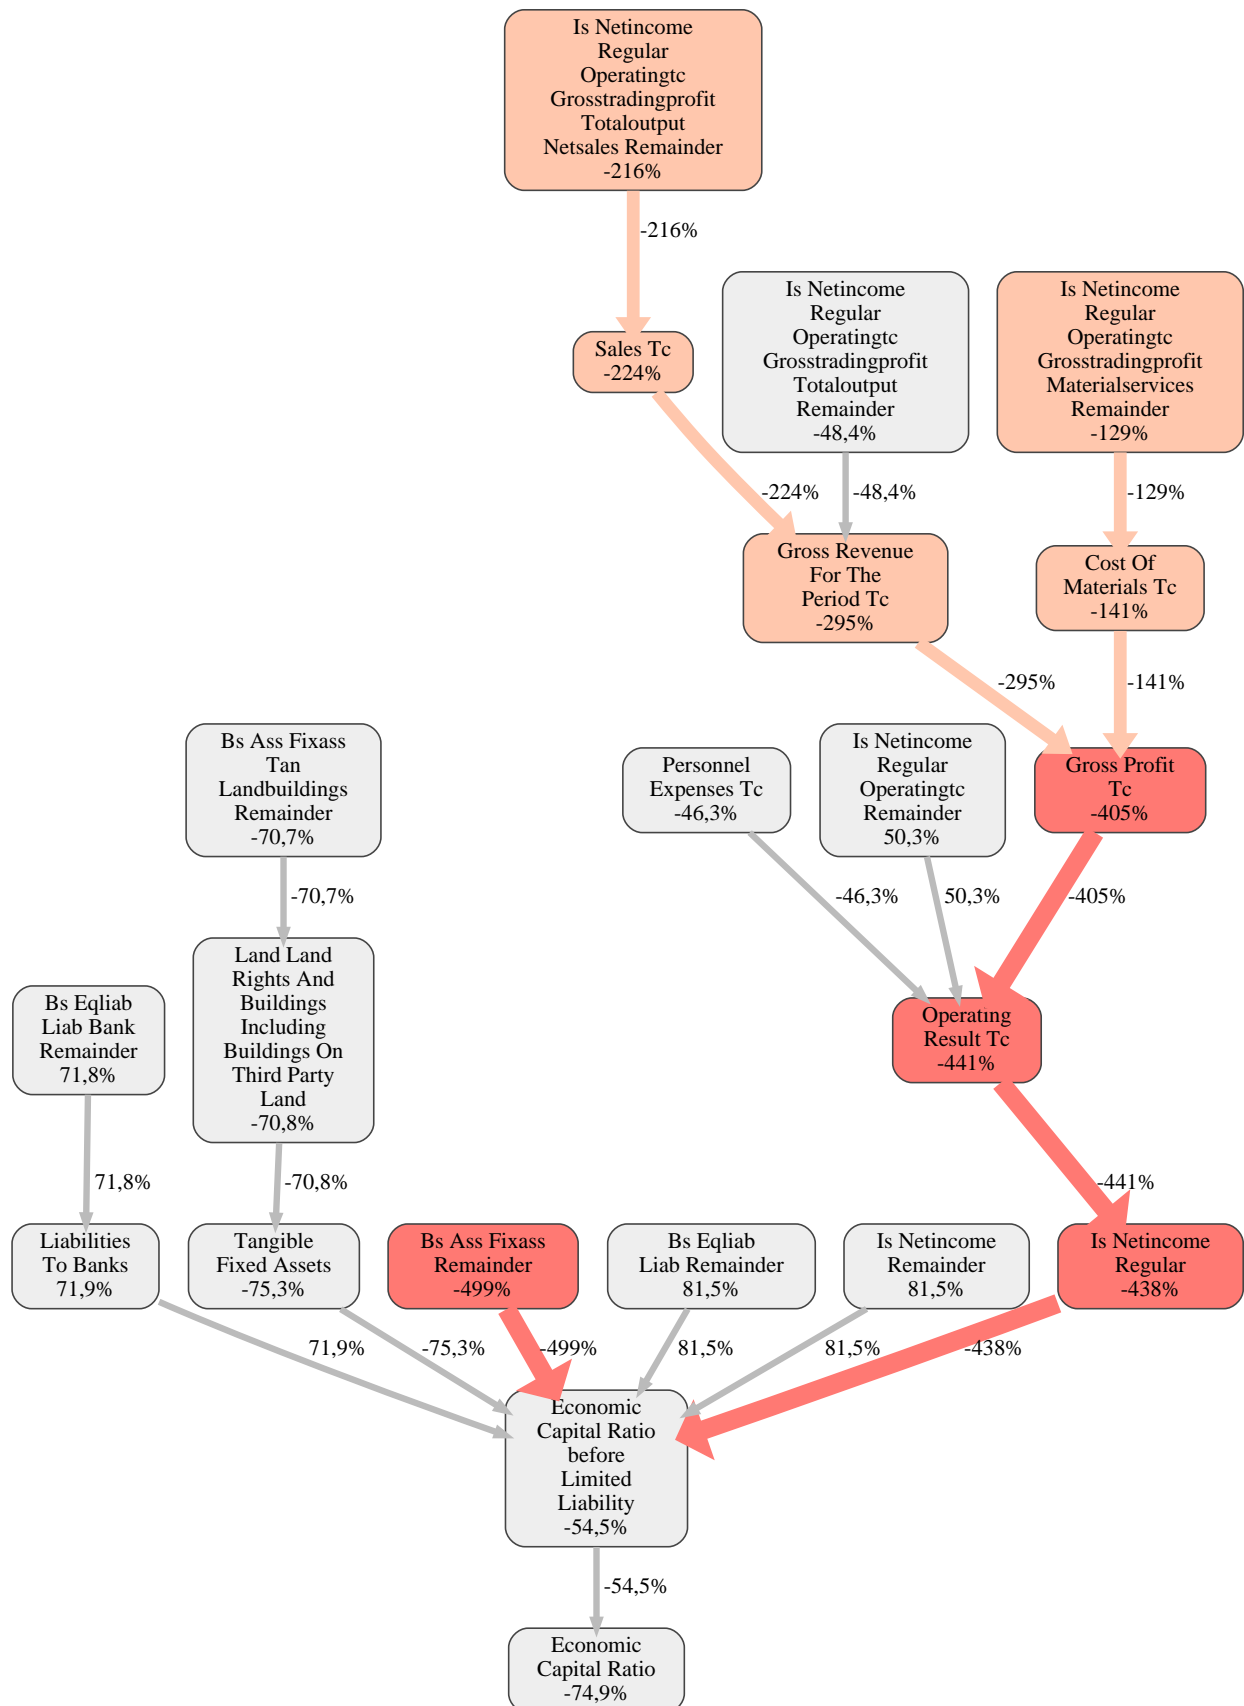 Is Netincome
Regular
Operatingtc
Grosstradingprofit
Totaloutput
Netsales Remainder
-216%
-216%
Is Netincome
Regular
Operatingtc
Grosstradingprofit
Totaloutput
Remainder
-48,4%
Is Netincome
Regular
Operatingtc
Grosstradingprofit
Materialservices
Remainder
-129%
Sales Tc
-224%
-224%
-48,4%
-129%
Gross Revenue
For The
Period Tc
-295%
Cost Of
Materials Tc
-141%
-295%
-141%
Bs Ass Fixass
Tan
Landbuildings
Remainder
-70,7%
Personnel
Expenses Tc
-46,3%
Is Netincome
Regular
Operatingtc
Remainder
50,3%
Gross Profit
Tc
-405%
-70,7%
-46,3%
50,3%
-405%
Bs Eqliab
Liab Bank
Remainder
71,8%
Land Land
Rights And
Buildings
Including
Buildings On
Third Party
Land
-70,8%
Operating
Result Tc
-441%
71,8%
-70,8%
-441%
Liabilities
To Banks
71,9%
Tangible
Fixed Assets
-75,3%
Bs Ass Fixass
Remainder
-499%
Bs Eqliab
Liab Remainder
81,5%
Is Netincome
Remainder
81,5%
Is Netincome
Regular
-438%
71,9%
-75,3%
-499%
81,5%
81,5%
-438%
Economic
Capital Ratio
before
Limited
Liability
-54,5%
-54,5%
Economic
Capital Ratio
-74,9%